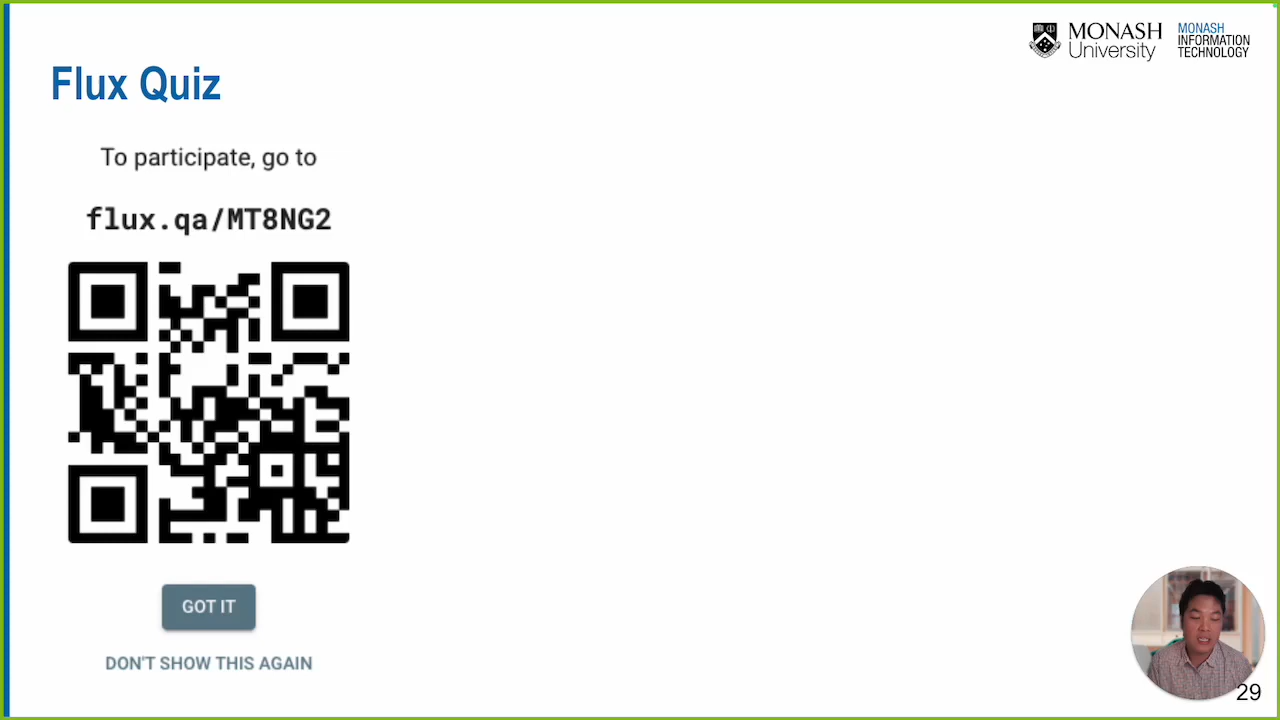 MONASH University
MONASH INFORMATION TECHNOLOGY
Flux Quiz
To participate, go to
flux.qa/MT8NG2
GOT IT
DON'T SHOW THIS AGAIN
29